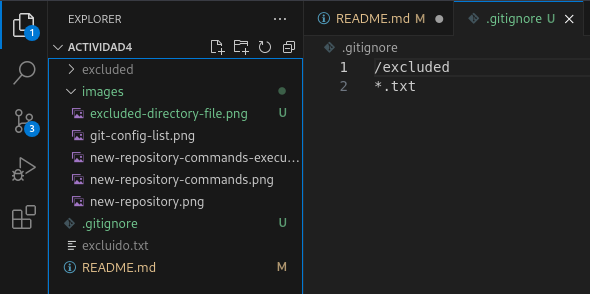 EXPLORER
README.md M
.gitignore U
ACTIVIDAD4
.gitignore
excluded
1 /excluded
images
2 *.txt
excluded-directory-file.png U
git-config-list.png
new-repository-commands-execu...
new-repository-commands.png
new-repository.png
.gitignore U
excluido.txt
README.md M
1
3